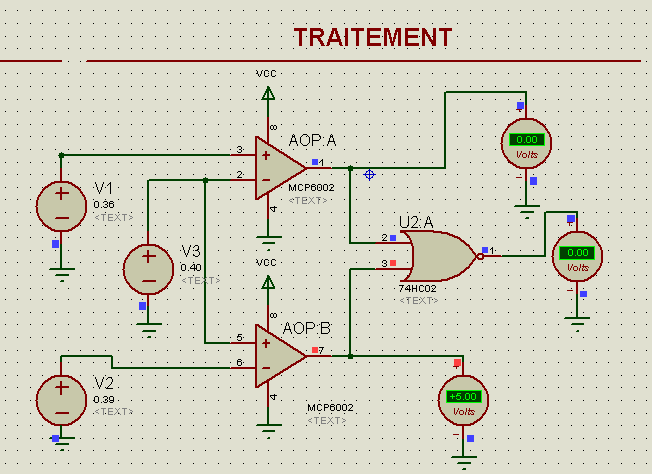 TRAITEMENT
VCC
8
AOP:A
3
1
2
MCP6002
<TEXT>
4
0.00
Volts
V1
0.36
<TEXT>
V3
0.40
<TEXT>
U2:A
2
1
3
74HC02
<TEXT>
0.00
Volts
VCC
8
AOP:B
5
7
6
MCP6002
<TEXT>
4
V2
0.39
<TEXT>
+5.00
Volts